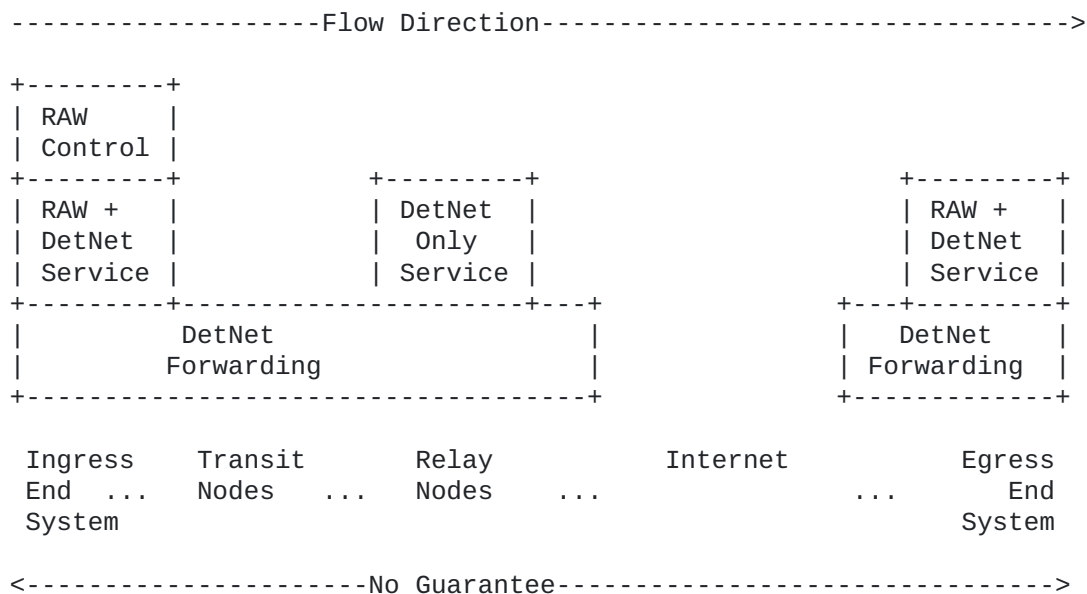 --------------------Flow Direction---------------------------------->

+---------+
| RAW     |
| Control |
+---------+            +---------+                       +---------+
| RAW +   |            | DetNet  |                       | RAW +   |
| DetNet  |            |  Only   |                       | DetNet  |
| Service |            | Service |                       | Service |
+---------+----------------------+---+               +---+---------+
|          DetNet                    |               |   DetNet    |
|         Forwarding                 |               | Forwarding  |
+------------------------------------+               +-------------+

 Ingress    Transit       Relay           Internet           Egress
 End  ...   Nodes   ...   Nodes    ...                ...       End
 System                                                      System

<-----------------------No Guarantee-------------------------------->